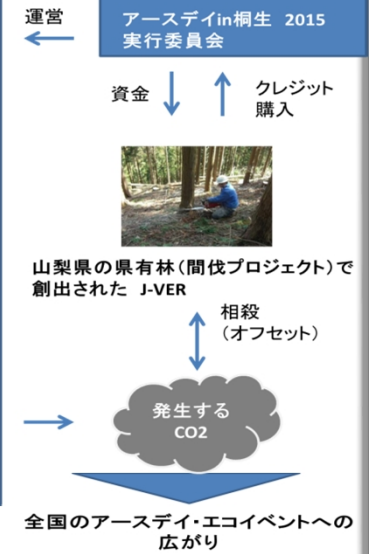 運営
アースデイin桐生 2015
実行委員会
資金
クレジット
購入
山梨県の県有林（間伐プロジェクト）で
創出された J-VER
相殺
（オフセット）
発生する
CO2
全国のアースデイ・エコイベントへの
広がり